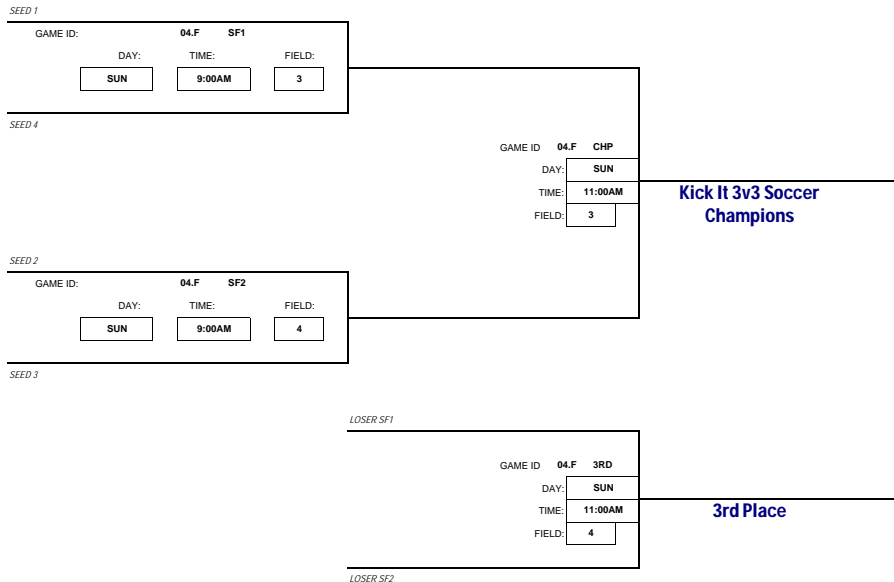 SEED 1
GAME ID: 04.F SF1
DAY: TIME: FIELD:
SUN 9:00AM 3
SEED 4
GAME ID 04.F CHP
DAY: SUN
TIME: 11:00AM
FIELD: 3
Kick It 3v3 Soccer
Champions
SEED 2
GAME ID: 04.F SF2
DAY: TIME: FIELD:
SUN 9:00AM 4
SEED 3
LOSER SF1
GAME ID 04.F 3RD
DAY: SUN
TIME: 11:00AM
FIELD: 4
3rd Place
LOSER SF2